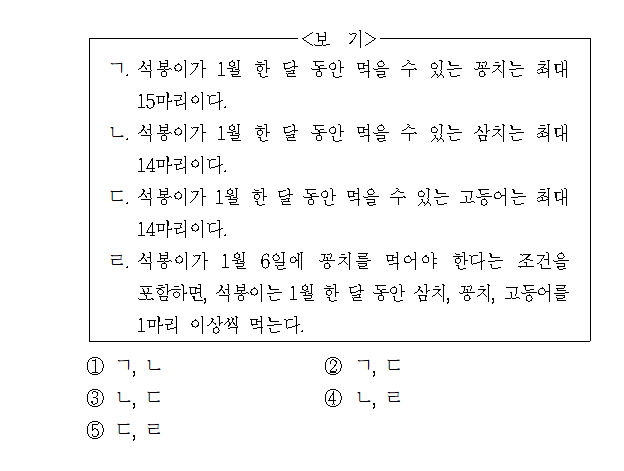 <보 기>
ㄱ. 석봉이가 1월 한 달 동안 먹을 수 있는 꽁치는 최대
15마리이다.
ㄴ. 석봉이가 1월 한 달 동안 먹을 수 있는 삼치는 최대
14마리이다.
ㄷ. 석봉이가 1월 한 달 동안 먹을 수 있는 고등어는 최대
14마리이다.
ㄹ. 석봉이가 1월 6일에 꽁치를 먹어야 한다는 조건을
포함하면, 석봉이는 1월 한 달 동안 삼치, 꽁치, 고등어를
1마리 이상씩 먹는다.
① ㄱ, ㄴ ② ㄱ, ㄷ
③ ㄴ, ㄷ ④ ㄴ, ㄹ
⑤ ㄷ, ㄹ